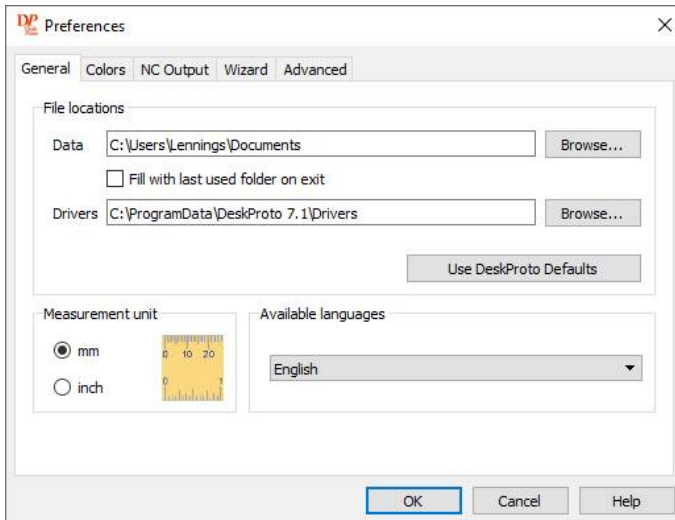 DP Preferences
General Colors NC Output Wizard Advanced
File locations
Data C:\Users\Lennings\Documents Browse...
Fill with last used folder on exit
Drivers C:\ProgramData\DeskProto 7.1\Drivers Browse...
Use DeskProto Defaults
Measurement unit Available languages
mm 0 10 20
English
inch 0 1
OK Cancel Help